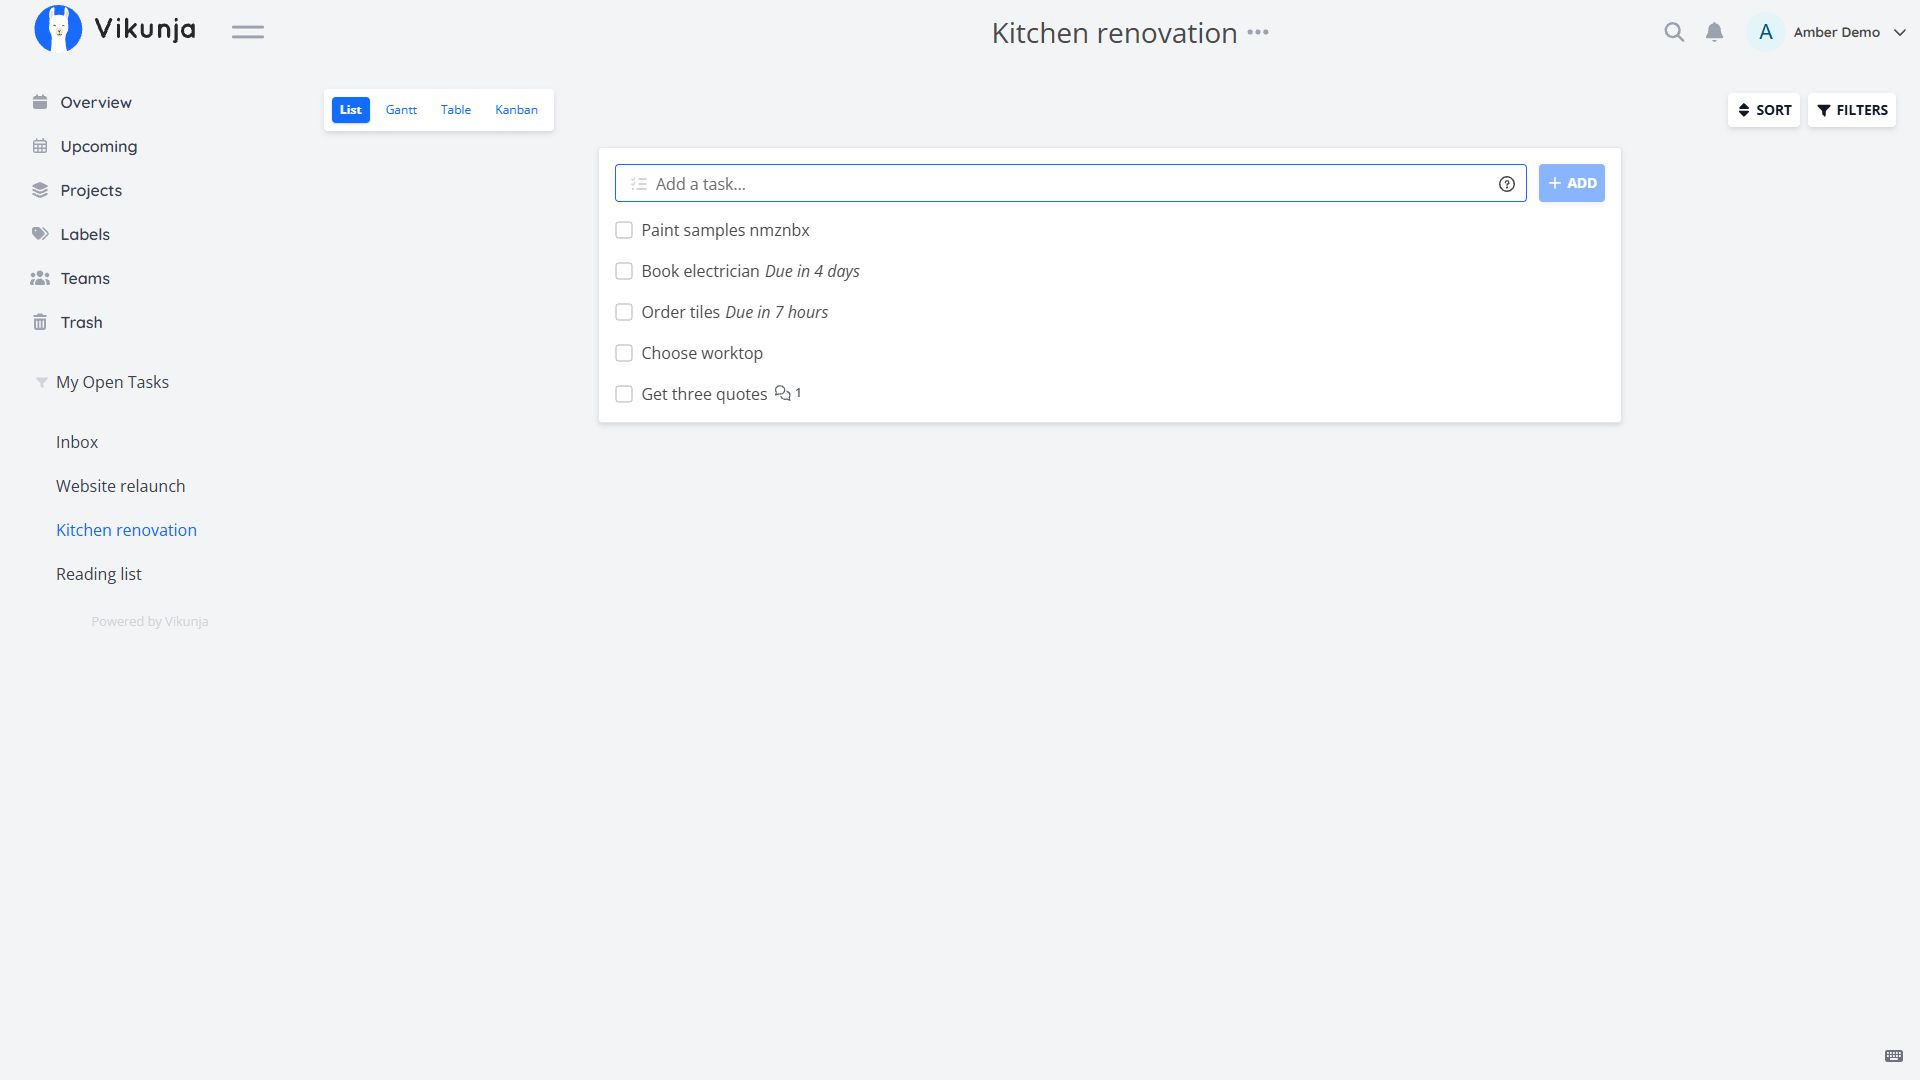 Vikunja
Kitchen renovation
A Amber Demo
Overview
Upcoming
Projects
Labels
Teams
Trash
My Open Tasks
Inbox
Website relaunch
Kitchen renovation
Reading list
Powered by Vikunja
List Gantt Table Kanban
SORT FILTERS
Add a task...
ADD
Paint samples nmznbx
Book electrician Due in 4 days
Order tiles Due in 7 hours
Choose worktop
Get three quotes 1